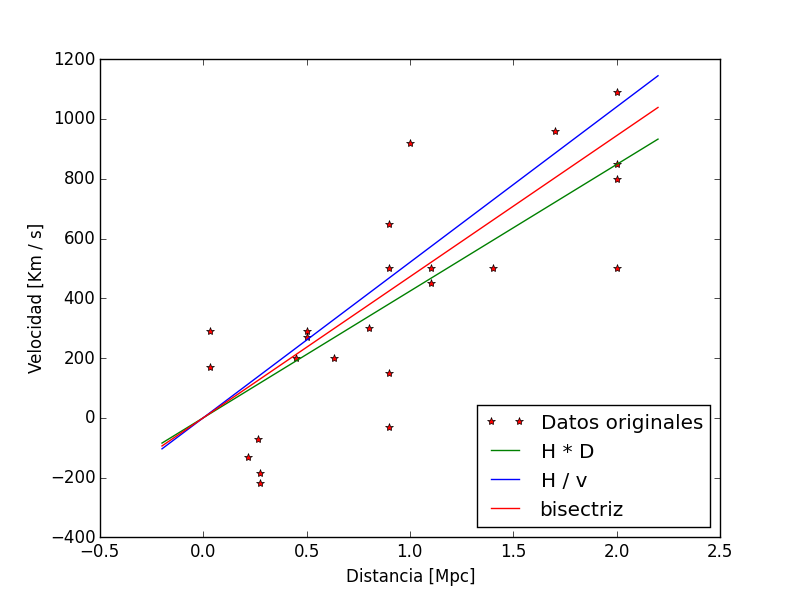 1200
1000
800
600
400
200
0
−200
−400
−0.5 0.0 0.5 1.0 1.5 2.0 2.5
Velocidad [Km / s]
Distancia [Mpc]
Datos originales
H * D
H / v
bisectriz